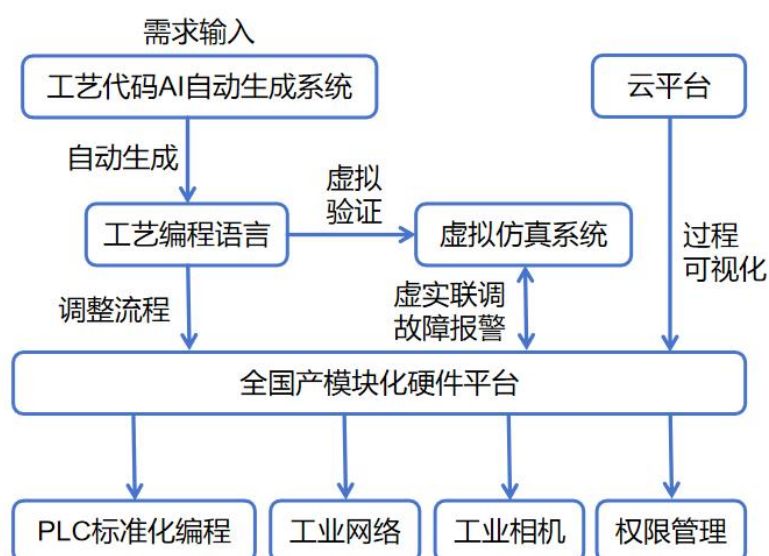 需求输入
工艺代码AI自动生成系统
云平台
自动生成
虚拟
验证
工艺编程语言
虚拟仿真系统
过程
可视化
调整流程
虚实联调
故障报警
全国产模块化硬件平台
PLC标准化编程
工业网络
工业相机
权限管理